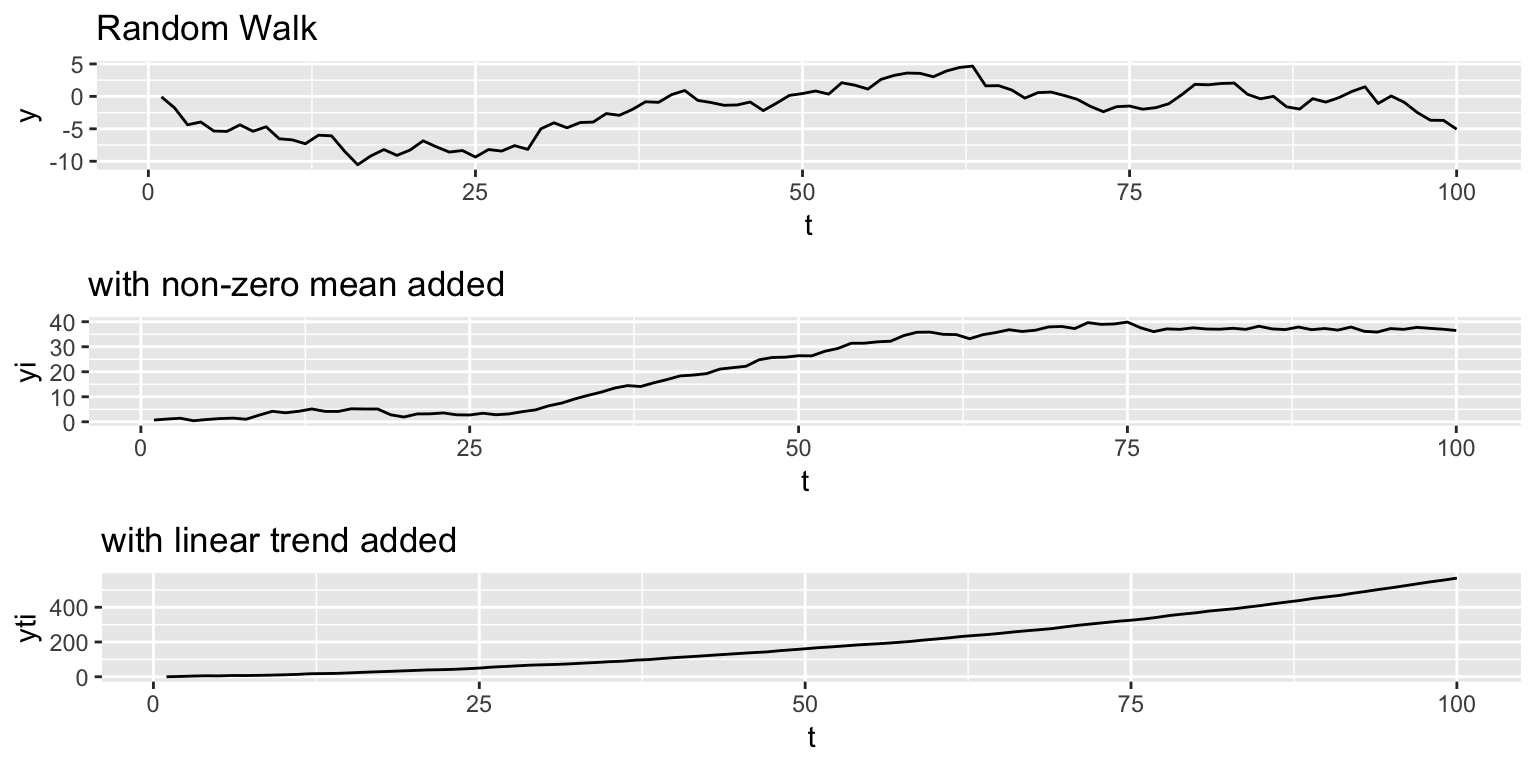 Random Walk
5
0
-5
-10
y
0 25 50 75 100
t
with non-zero mean added
40
30
20
10
0
yi
0 25 50 75 100
t
with linear trend added
400
200
0
yti
0 25 50 75 100
t